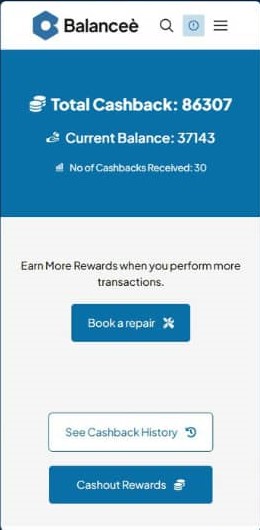 Balanceè
Total Cashback: 86307
Current Balance: 37143
No of Cashbacks Received: 30
Earn More Rewards when you perform more
transactions.
Book a repair
See Cashback History
Cashout Rewards